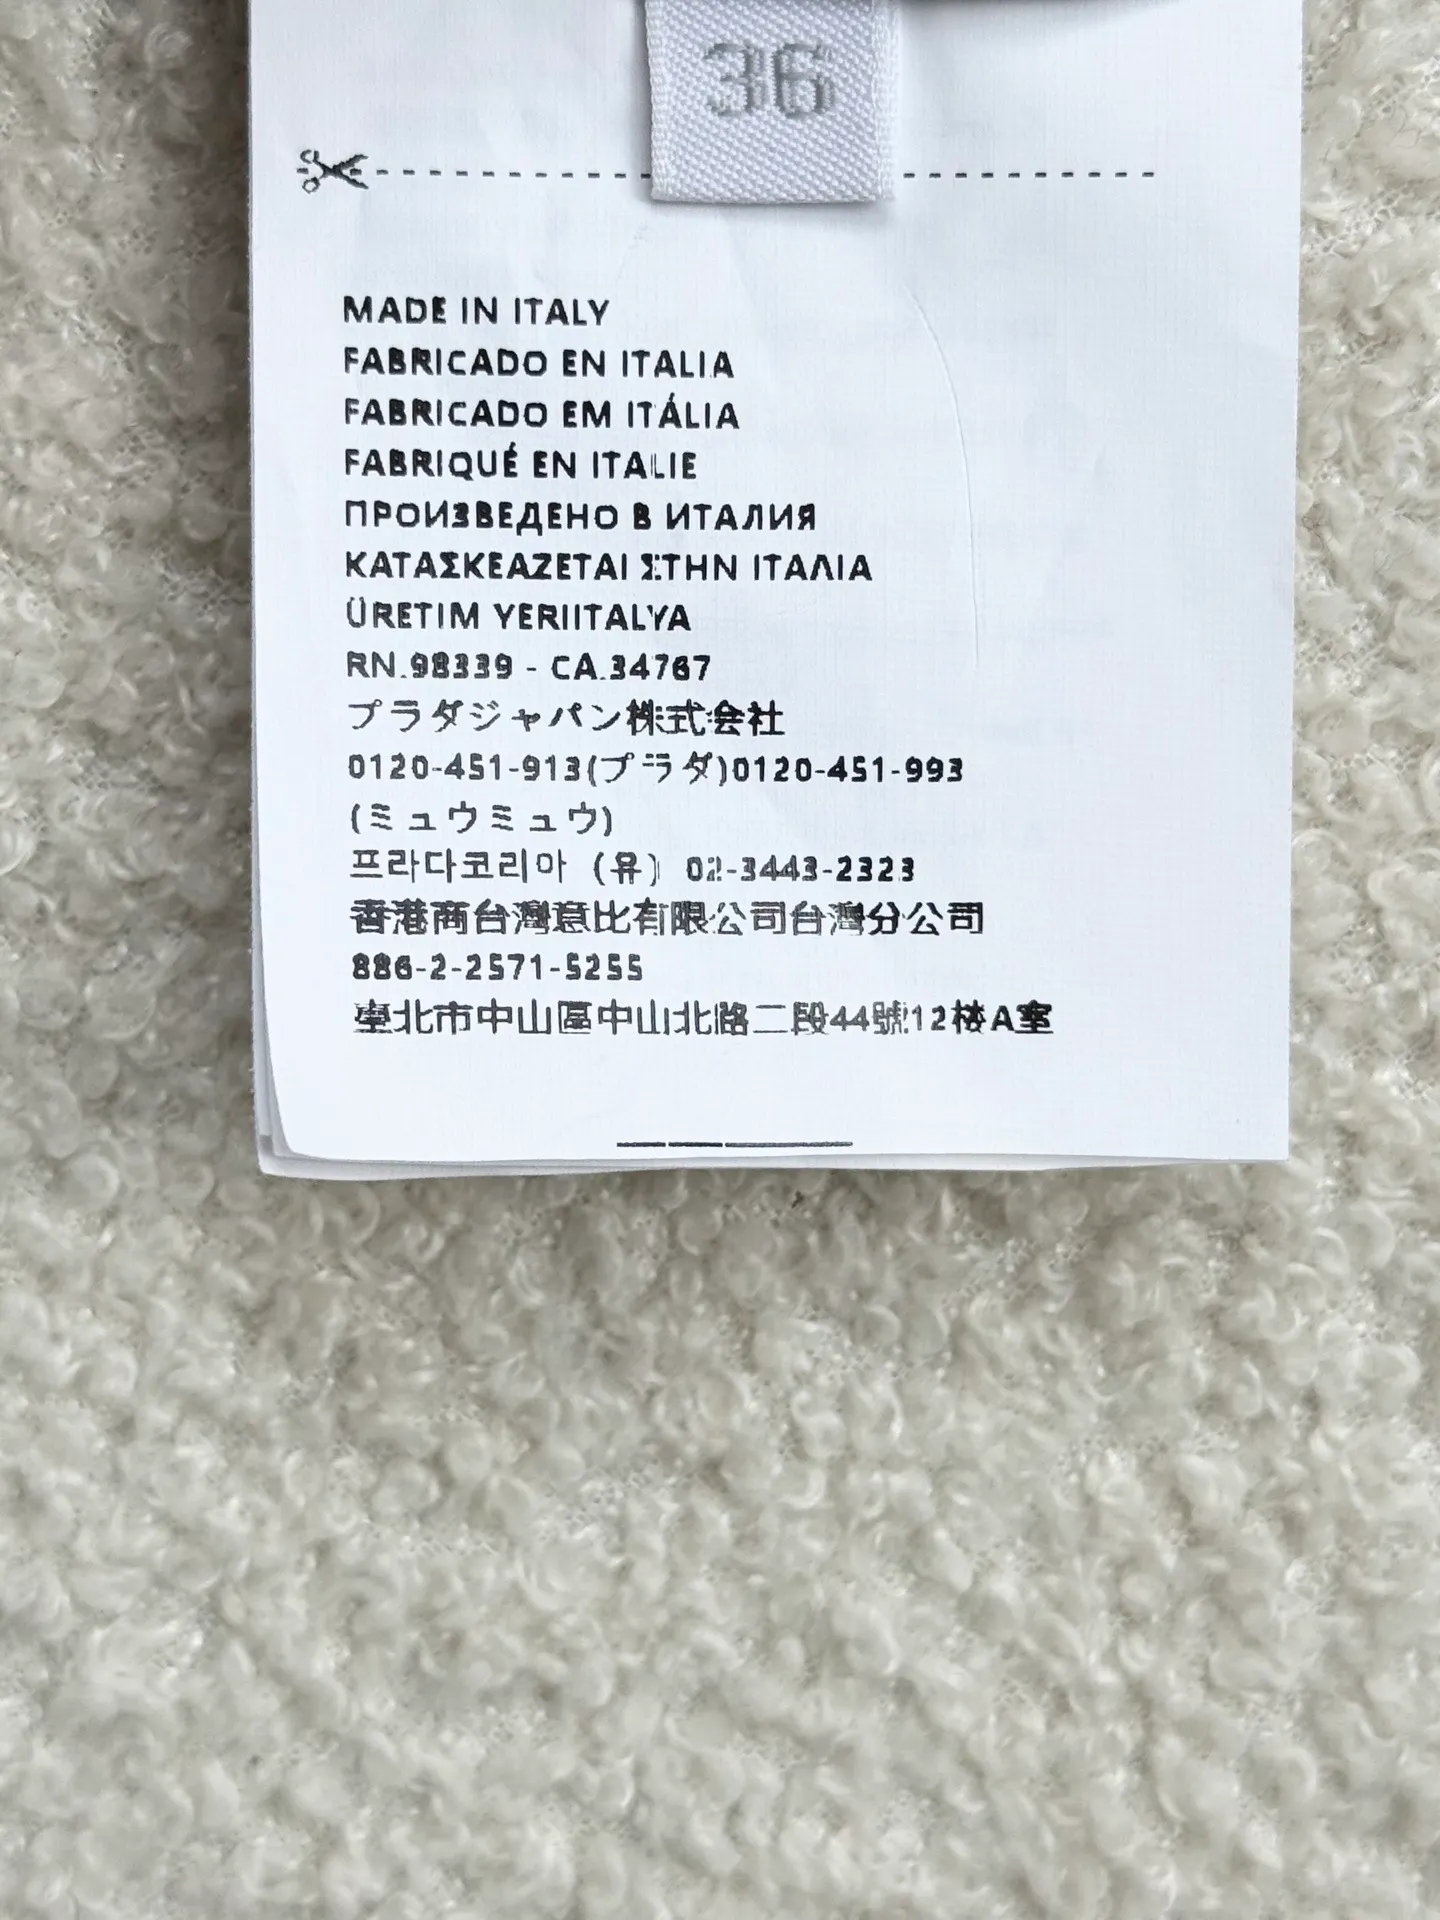 36
MADE IN ITALY
FABRICADO EN ITALIA
FABRICADO EM ITÁLIA
FABRIQUÉ EN ITALIE
ПРОИЗВЕДЕНО В ИТАЛИЯ
ΚΑΤΑΣΚΕΑΖΕΤΑΙ ΣΤΗΝ ΙΤΑΛΙΑ
ÜRETIM YERIITALYA
RN.98339 - CA.34767
プラダジャパン株式会社
0120-451-913(プラダ)0120-451-993
(ミュウミュウ)
프라다코리아 (유) 02-3443-2323
香港商台灣意比有限公司台灣分公司
886-2-2571-5255
臺北市中山區中山北路二段44號12楼A室